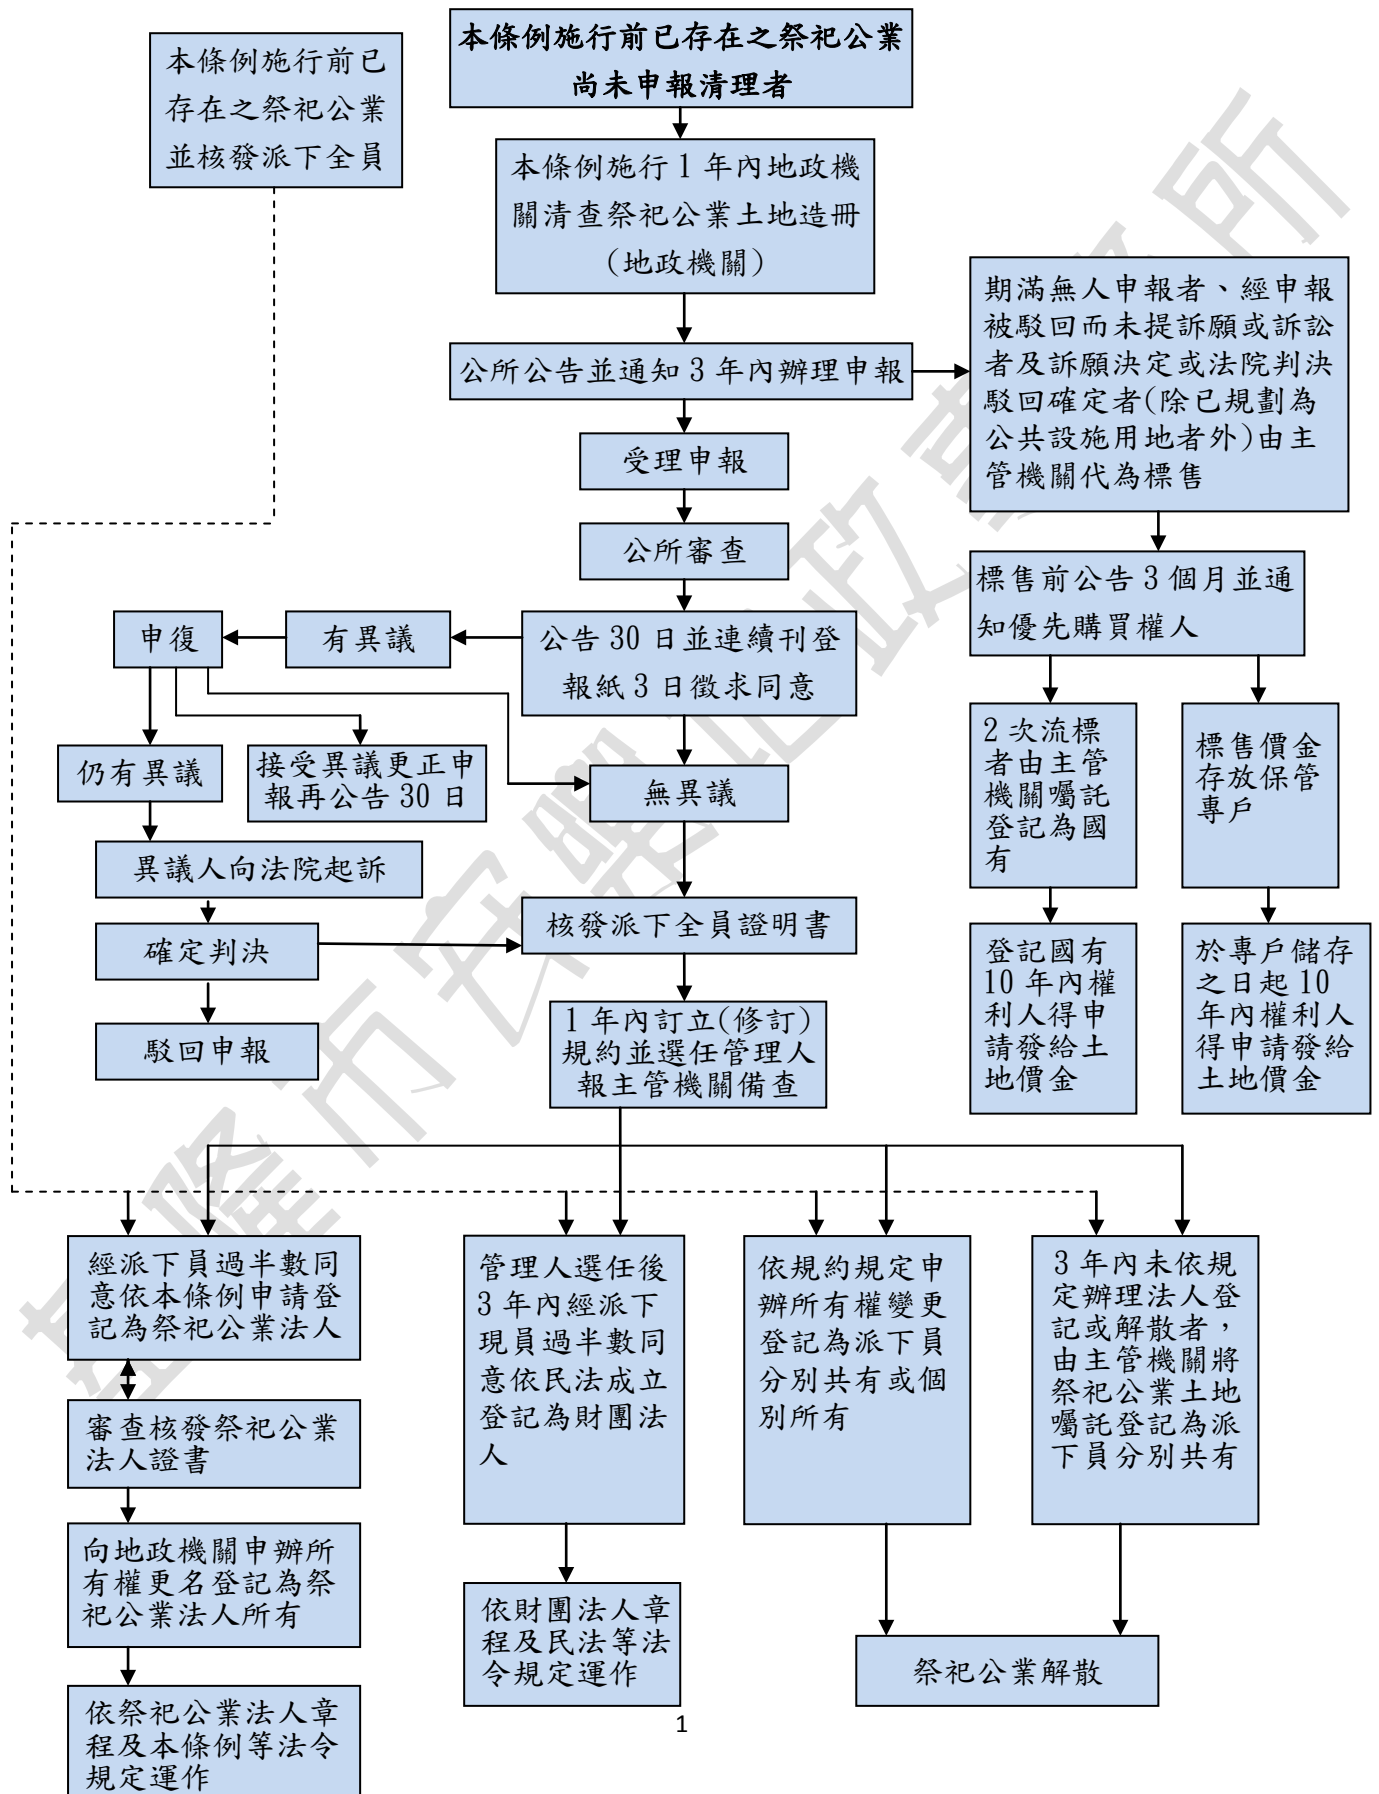 本條例施行前已存在之祭祀公業
尚未申報清理者
本條例施行前已
存在之祭祀公業
並核發派下全員
本條例施行1年內地政機
關清查祭祀公業土地造冊
(地政機關)
公所公告並通知3年內辦理申報
期滿無人申報者、經申報
被駁回而未提訴願或訴訟
者及訴願決定或法院判決
駁回確定者(除已規劃為
公共設施用地者外)由主
管機關代為標售
受理申報
公所審查
標售前公告3個月並通
知優先購買權人
申復
有異議
公告30日並連續刊登
報紙3日徵求同意
2次流標
者由主管
機關囑託
登記為國
有
標售價金
存放保管
專戶
仍有異議
接受異議更正申
報再公告30日
無異議
異議人向法院起訴
核發派下全員證明書
確定判決
登記國有
10年內權
利人得申
請發給土
地價金
於專戶儲存
之日起10
年內權利人
得申請發給
土地價金
駁回申報
1年內訂立(修訂)
規約並選任管理人
報主管機關備查
經派下員過半數同
意依本條例申請登
記為祭祀公業法人
管理人選任後
3年內經派下
現員過半數同
意依民法成立
登記為財團法
人
依規約規定申
辦所有權變更
登記為派下員
分別共有或個
別所有
3年內未依規
定辦理法人登
記或解散者，
由主管機關將
祭祀公業土地
囑託登記為派
下員分別共有
審查核發祭祀公業
法人證書
向地政機關申辦所
有權更名登記為祭
祀公業法人所有
依財團法人章
程及民法等法
令規定運作
祭祀公業解散
依祭祀公業法人章
程及本條例等法令
規定運作
1
基隆市安樂地政事務所